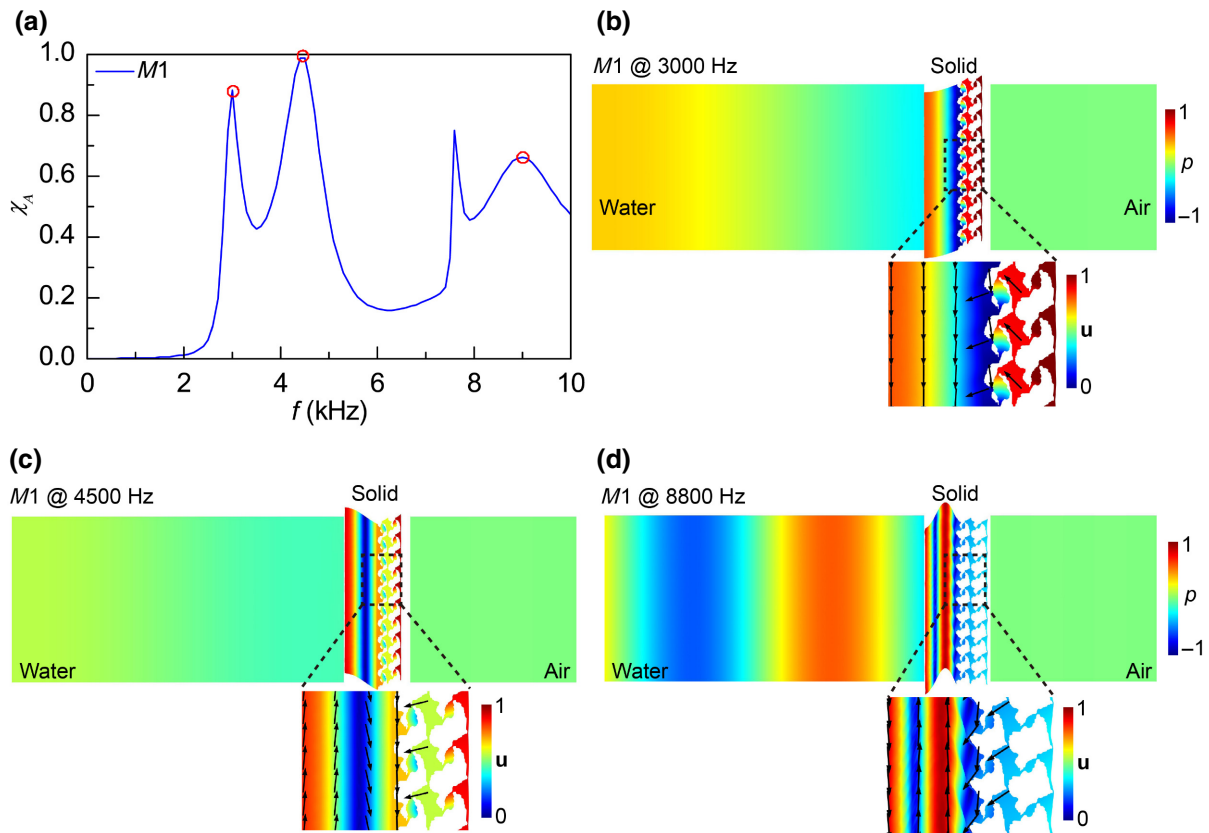 (a)
1.0
0.8
0.6
0.4
0.2
0.0
χA
M1
0 2 4 6 8 10
f (kHz)
(b)
M1 @ 3000 Hz
Solid
Water
Air
1
p
−1
1
u
0
(c)
M1 @ 4500 Hz
Solid
Water
Air
1
u
0
(d)
M1 @ 8800 Hz
Solid
Water
Air
1
p
−1
1
u
0